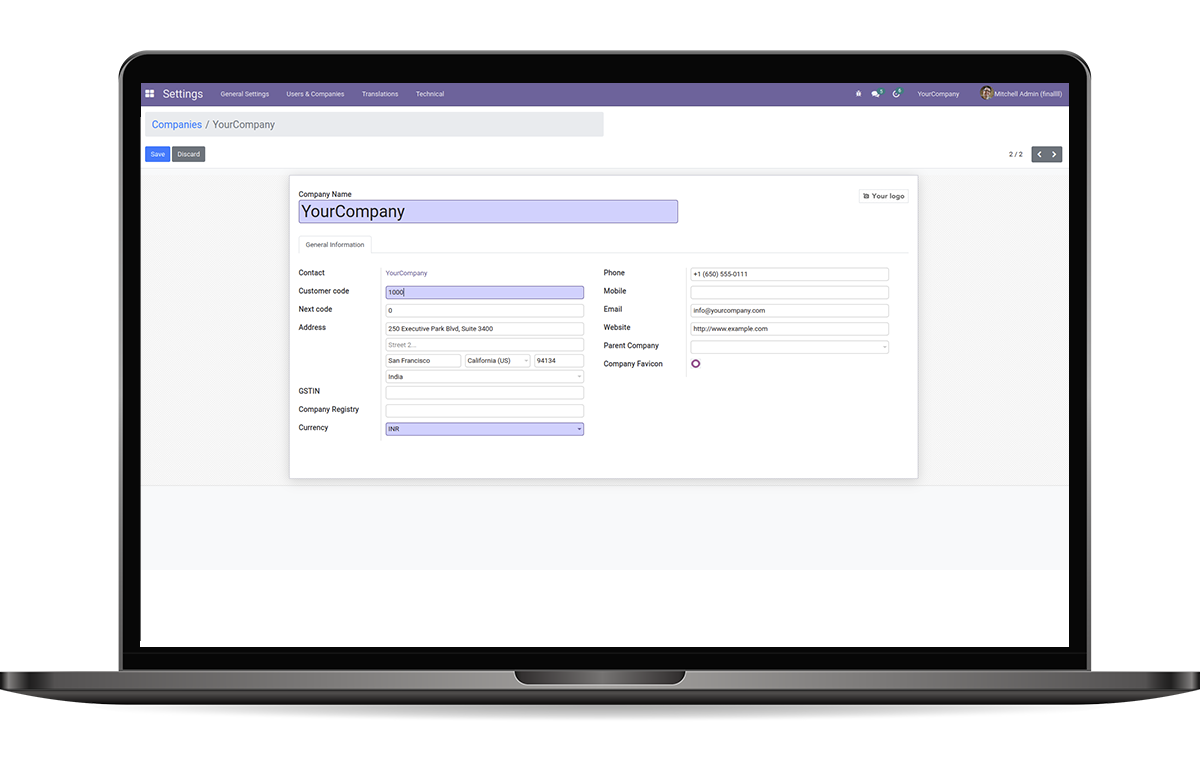 Settings General Settings Users & Companies Translations Technical YourCompany Mitchell Admin (finalll)
Companies / YourCompany
Save Discard 2 / 2
Company Name
YourCompany
Your logo
General Information
Contact YourCompany
Customer code 1000
Next code 0
Address 250 Executive Park Blvd, Suite 3400
Street 2...
San Francisco California (US) 94134
India
GSTIN
Company Registry
Currency INR
Phone +1 (650) 555-0111
Mobile
Email info@yourcompany.com
Website http://www.example.com
Parent Company
Company Favicon